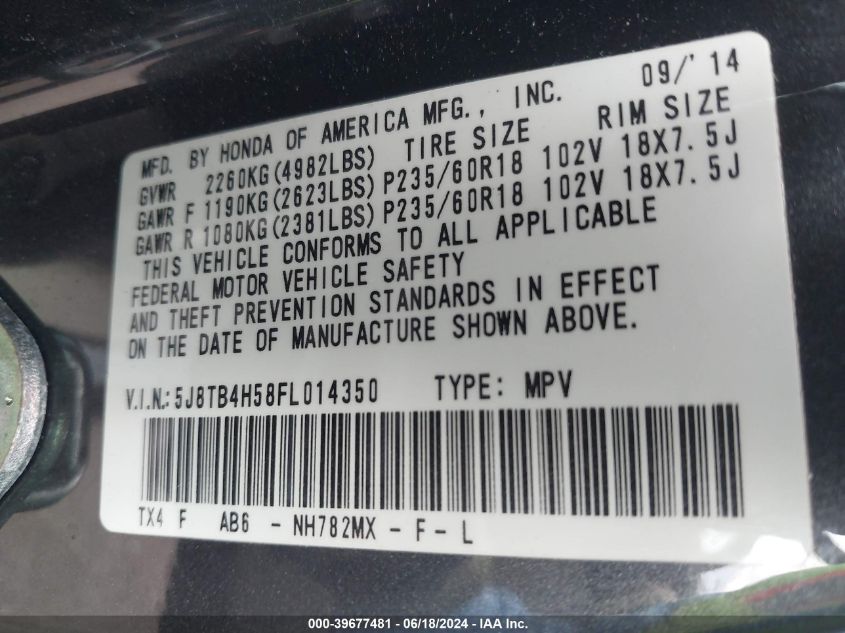 MFD. BY HONDA OF AMERICA MFG., INC. 09/'14
GVWR 2260KG(4982LBS) TIRE SIZE RIM SIZE
GAWR F 1190KG(2623LBS) P235/60R18 102V 18X7.5J
GAWR R 1080KG(2381LBS) P235/60R18 102V 18X7.5J
THIS VEHICLE CONFORMS TO ALL APPLICABLE
FEDERAL MOTOR VEHICLE SAFETY
AND THEFT PREVENTION STANDARDS IN EFFECT
ON THE DATE OF MANUFACTURE SHOWN ABOVE.
V.I.N.: 5J8TB4H58FL014350 TYPE: MPV
TX4 F AB6 - NH782MX - F - L
000-39677481 - 06/18/2024 - IAA Inc.